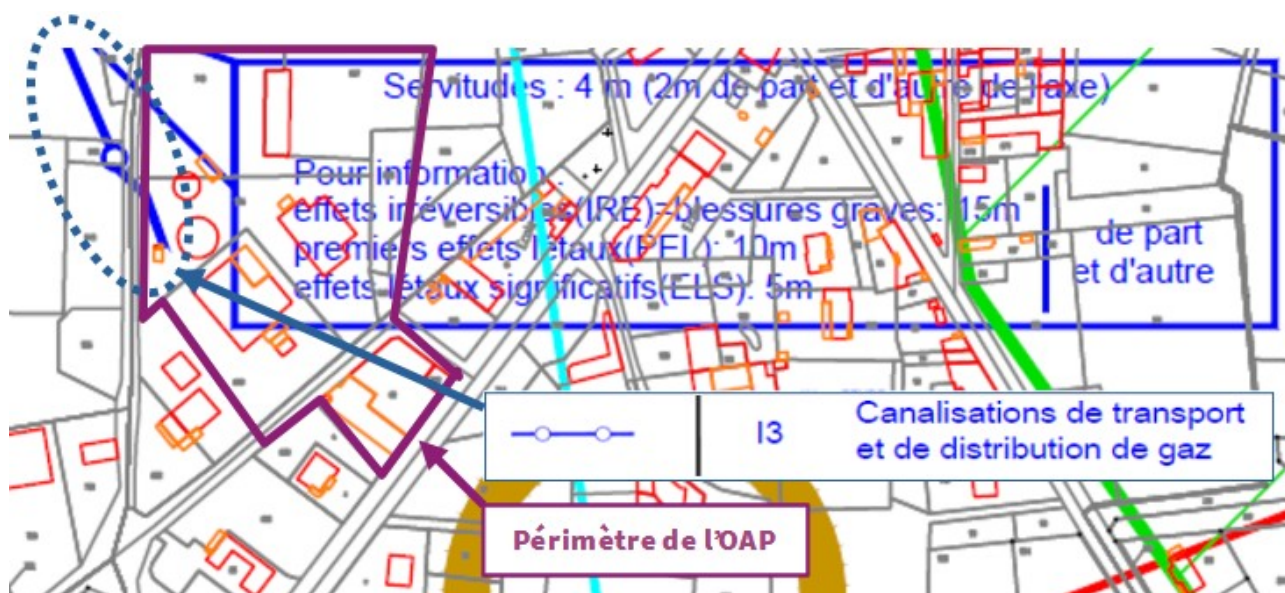 Servitudes : 4 m (2m de part et d'autre de l'axe)
Pour information :
effets irréversibles(IRE)=blessures graves: 15m
premiers effets létaux(PEL): 10m
effets létaux significatifs(ELS): 5m
de part
et d'autre
I3
Canalisations de transport
et de distribution de gaz
Périmètre de l'OAP